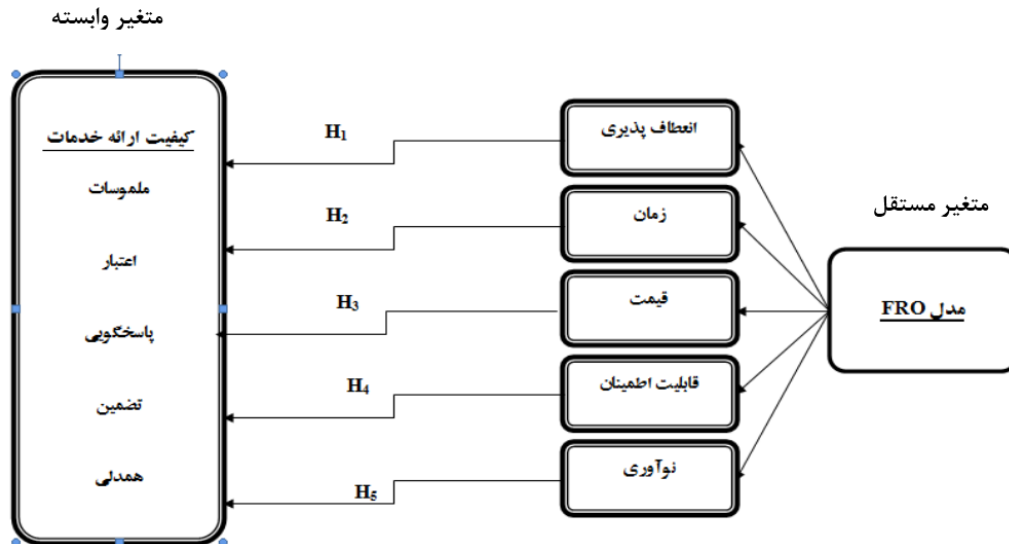 متغیر وابسته
متغیر مستقل
مدل FRO
انعطاف پذیری
زمان
قیمت
قابلیت اطمینان
نوآوری
H1
H2
H3
H4
H5
کیفیت ارائه خدمات
ملموسات
اعتبار
پاسخگویی
تضمین
همدلی